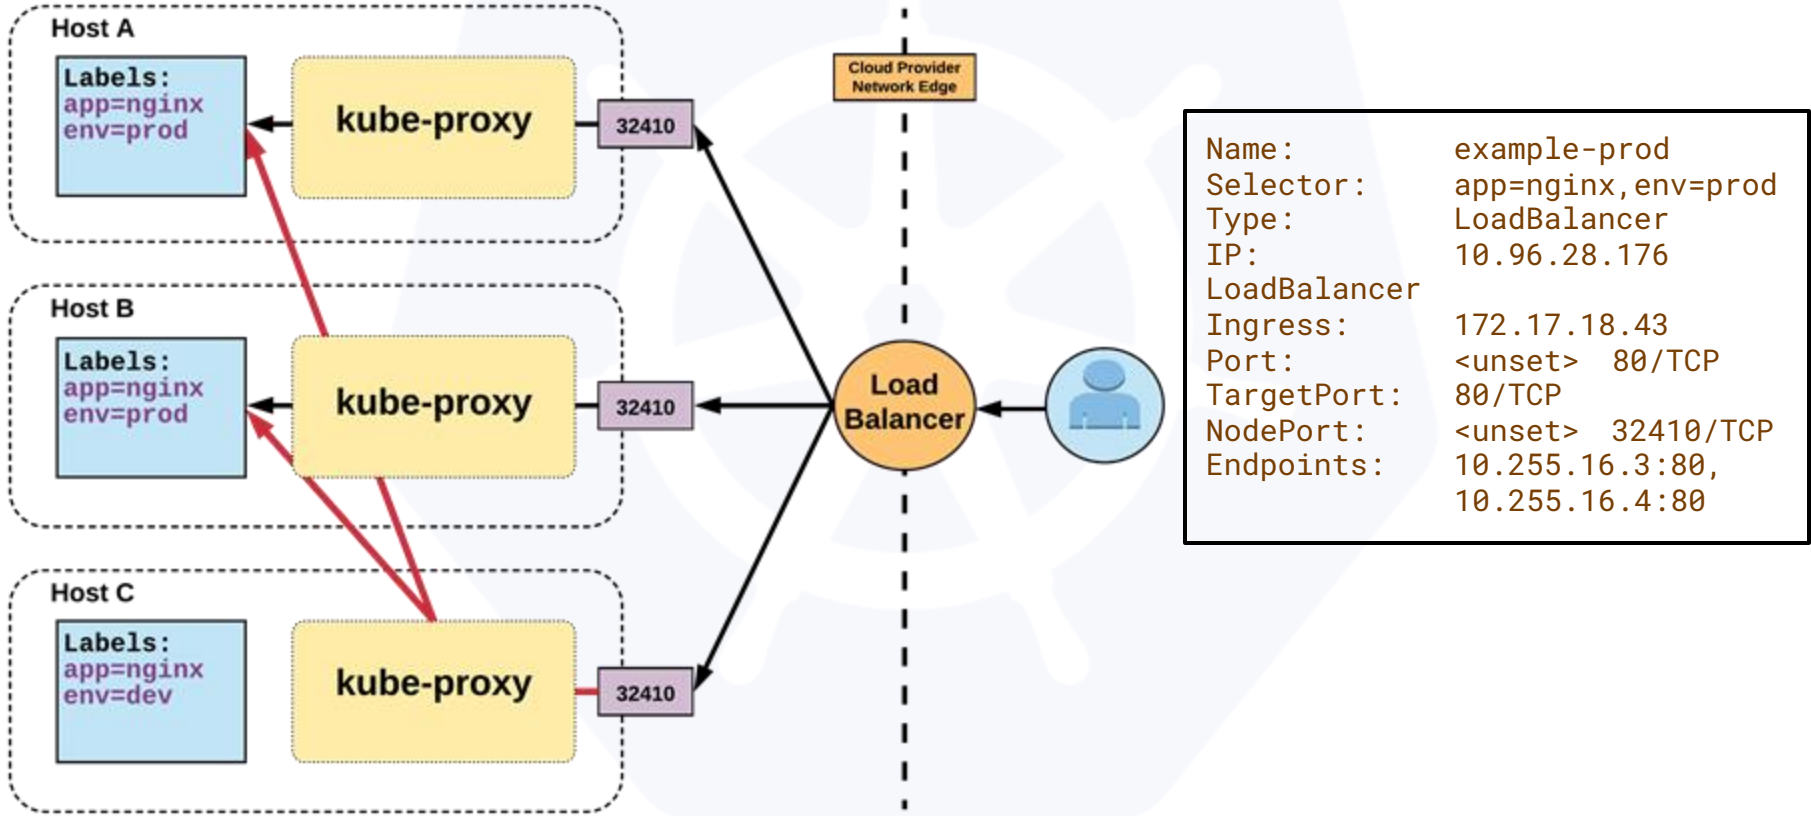 Host A
Labels:
app=nginx
env=prod
kube-proxy
32410
Host B
Labels:
app=nginx
env=prod
kube-proxy
32410
Host C
Labels:
app=nginx
env=dev
kube-proxy
32410
Cloud Provider
Network Edge
Load
Balancer
Name: example-prod
Selector: app=nginx,env=prod
Type: LoadBalancer
IP: 10.96.28.176
LoadBalancer
Ingress: 172.17.18.43
Port: <unset> 80/TCP
TargetPort: 80/TCP
NodePort: <unset> 32410/TCP
Endpoints: 10.255.16.3:80,
10.255.16.4:80